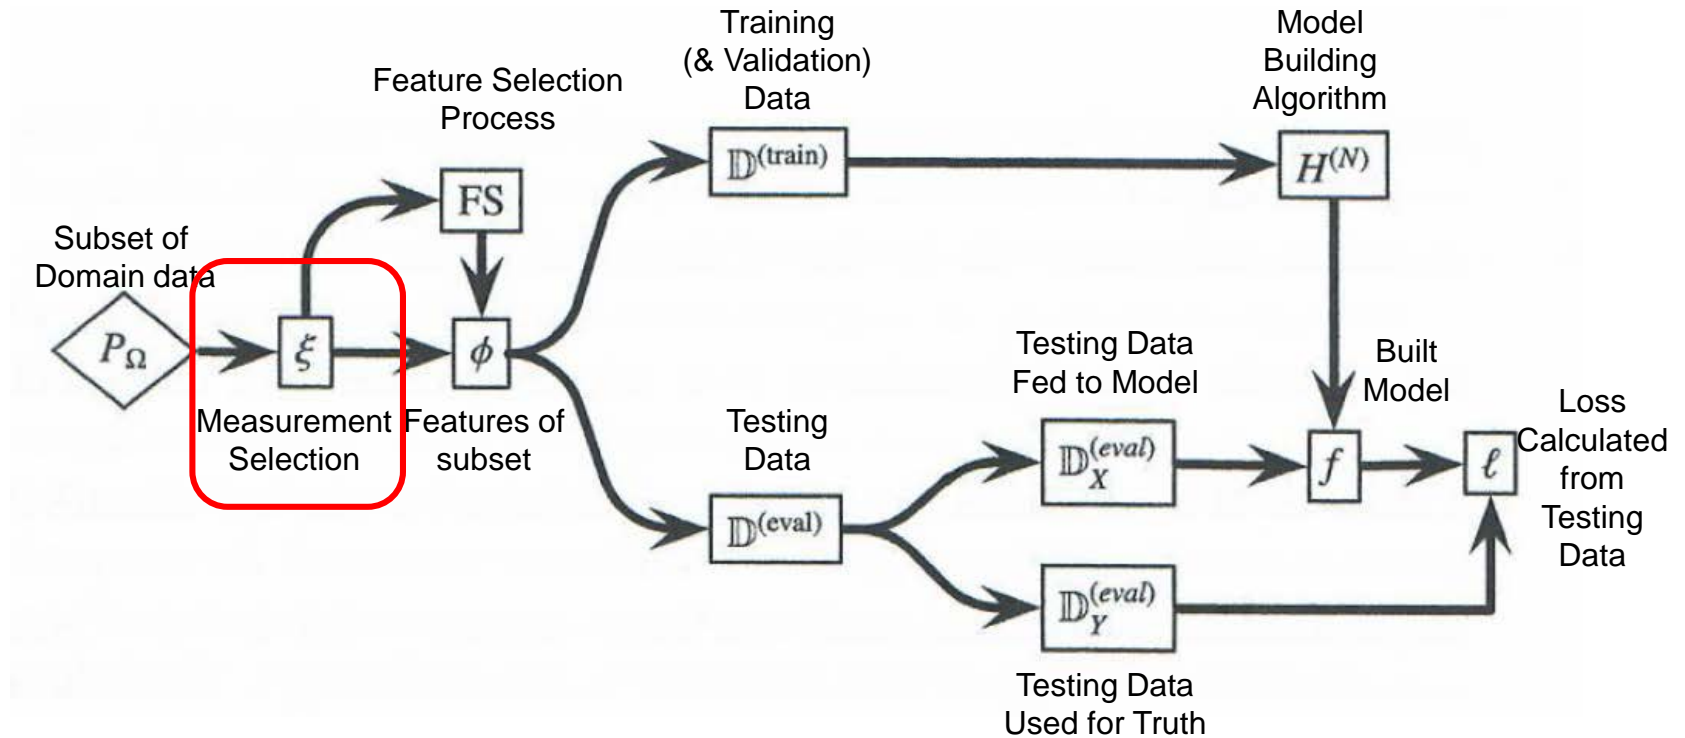 Training
(& Validation)
Data
Model
Building
Algorithm
Feature Selection
Process
𝔻(train)
H(N)
FS
Subset of
Domain data
PΩ
ξ
ϕ
Measurement
Selection
Features of
subset
Testing
Data
𝔻(eval)
Testing Data
Fed to Model
𝔻X(eval)
Built
Model
f
ℓ
Loss
Calculated
from
Testing
Data
𝔻Y(eval)
Testing Data
Used for Truth